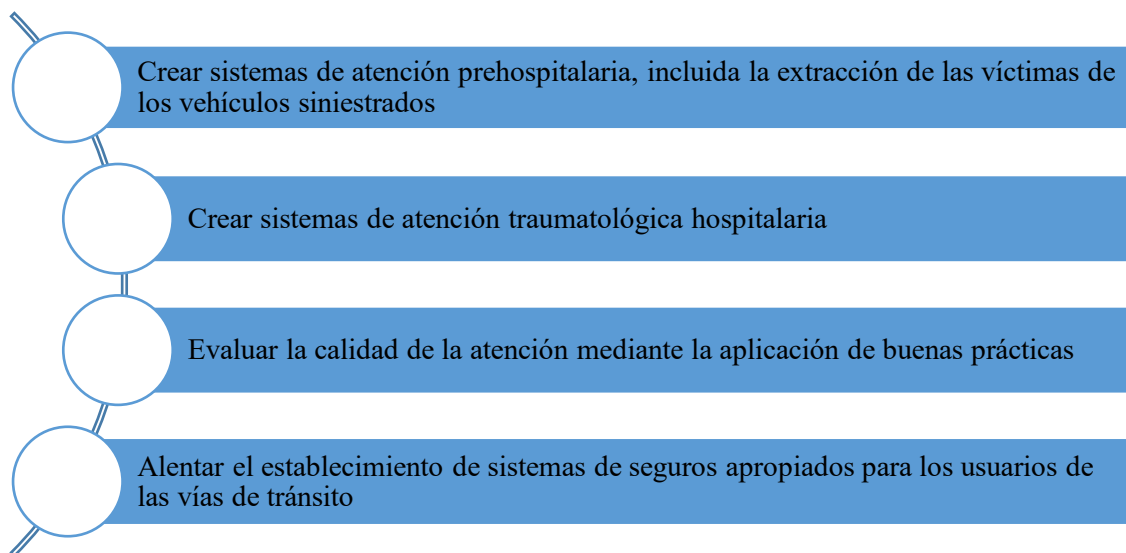 Crear sistemas de atención prehospitalaria, incluida la extracción de las víctimas de
los vehículos siniestrados
Crear sistemas de atención traumatológica hospitalaria
Evaluar la calidad de la atención mediante la aplicación de buenas prácticas
Alentar el establecimiento de sistemas de seguros apropiados para los usuarios de
las vías de tránsito